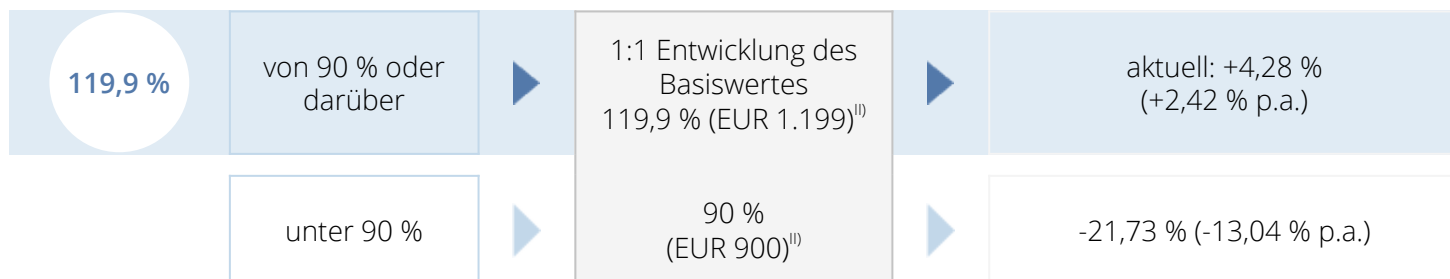 119,9 %
von 90 % oder
darüber
1:1 Entwicklung des
Basiswertes
119,9 % (EUR 1.199)II)
aktuell: +4,28 %
(+2,42 % p.a.)
unter 90 %
90 %
(EUR 900)II)
-21,73 % (-13,04 % p.a.)